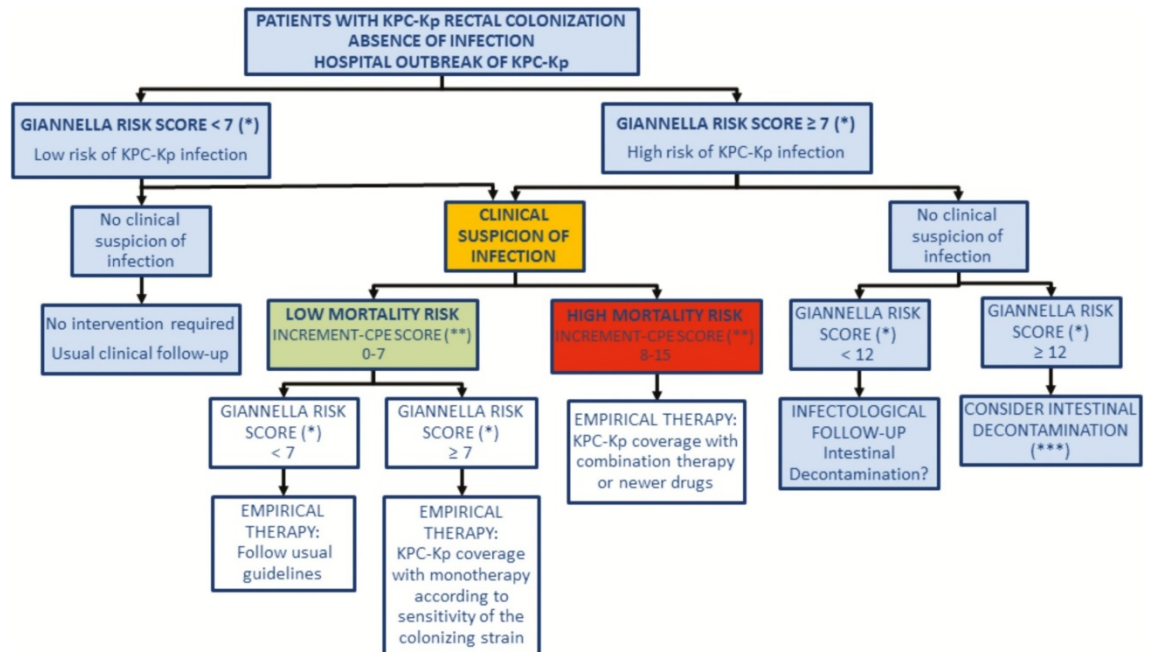 PATIENTS WITH KPC-Kp RECTAL COLONIZATION
ABSENCE OF INFECTION
HOSPITAL OUTBREAK OF KPC-Kp
GIANNELLA RISK SCORE < 7 (*)
Low risk of KPC-Kp infection
GIANNELLA RISK SCORE ≥ 7 (*)
High risk of KPC-Kp infection
No clinical
suspicion of
infection
CLINICAL
SUSPICION OF
INFECTION
No clinical
suspicion of
infection
No intervention required
Usual clinical follow-up
LOW MORTALITY RISK
INCREMENT-CPE SCORE (**)
0-7
HIGH MORTALITY RISK
INCREMENT-CPE SCORE (**)
8-15
GIANNELLA RISK
SCORE (*)
< 12
GIANNELLA RISK
SCORE (*)
≥ 12
GIANNELLA RISK
SCORE (*)
< 7
GIANNELLA RISK
SCORE (*)
≥ 7
EMPIRICAL THERAPY:
KPC-Kp coverage with
combination therapy
or newer drugs
INFECTOLOGICAL
FOLLOW-UP
Intestinal
Decontamination?
CONSIDER INTESTINAL
DECONTAMINATION
(***)
EMPIRICAL
THERAPY:
Follow usual
guidelines
EMPIRICAL
THERAPY:
KPC-Kp coverage
with monotherapy
according to
sensitivity of the
colonizing strain